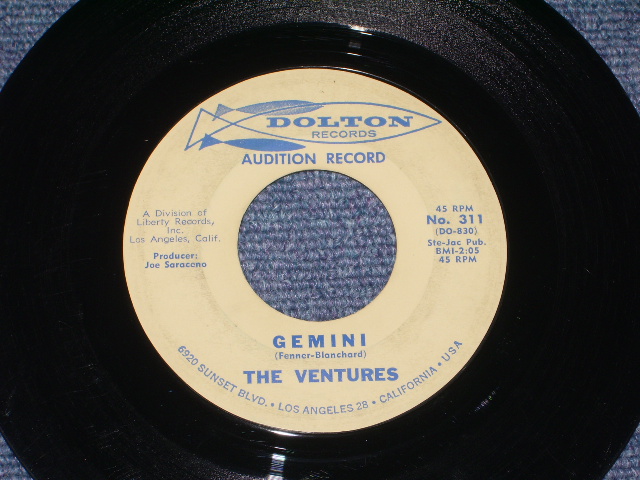 DOLTON
RECORDS
AUDITION RECORD
A Division of
Liberty Records,
Inc.
Los Angeles, Calif.
Producer:
Joe Saraceno
45 RPM
No. 311
(DO-830)
Ste-Jac Pub.
BMI-2:05
45 RPM
GEMINI
(Fenner-Blanchard)
THE VENTURES
6920 SUNSET BLVD. • LOS ANGELES 28 • CALIFORNIA • USA